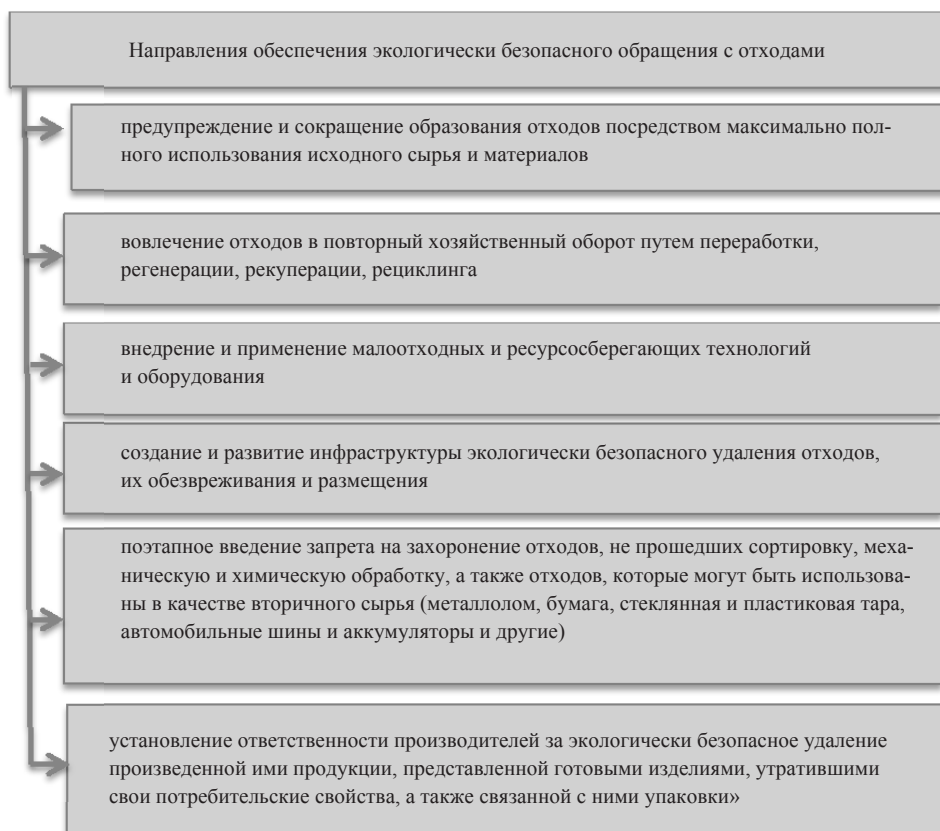 Направления обеспечения экологически безопасного обращения с отходами
предупреждение и сокращение образования отходов посредством максимально пол-
ного использования исходного сырья и материалов
вовлечение отходов в повторный хозяйственный оборот путем переработки,
регенерации, рекуперации, рециклинга
внедрение и применение малоотходных и ресурсосберегающих технологий
и оборудования
создание и развитие инфраструктуры экологически безопасного удаления отходов,
их обезвреживания и размещения
поэтапное введение запрета на захоронение отходов, не прошедших сортировку, меха-
ническую и химическую обработку, а также отходов, которые могут быть использова-
ны в качестве вторичного сырья (металлолом, бумага, стеклянная и пластиковая тара,
автомобильные шины и аккумуляторы и другие)
установление ответственности производителей за экологически безопасное удаление
произведенной ими продукции, представленной готовыми изделиями, утратившими
свои потребительские свойства, а также связанной с ними упаковки»